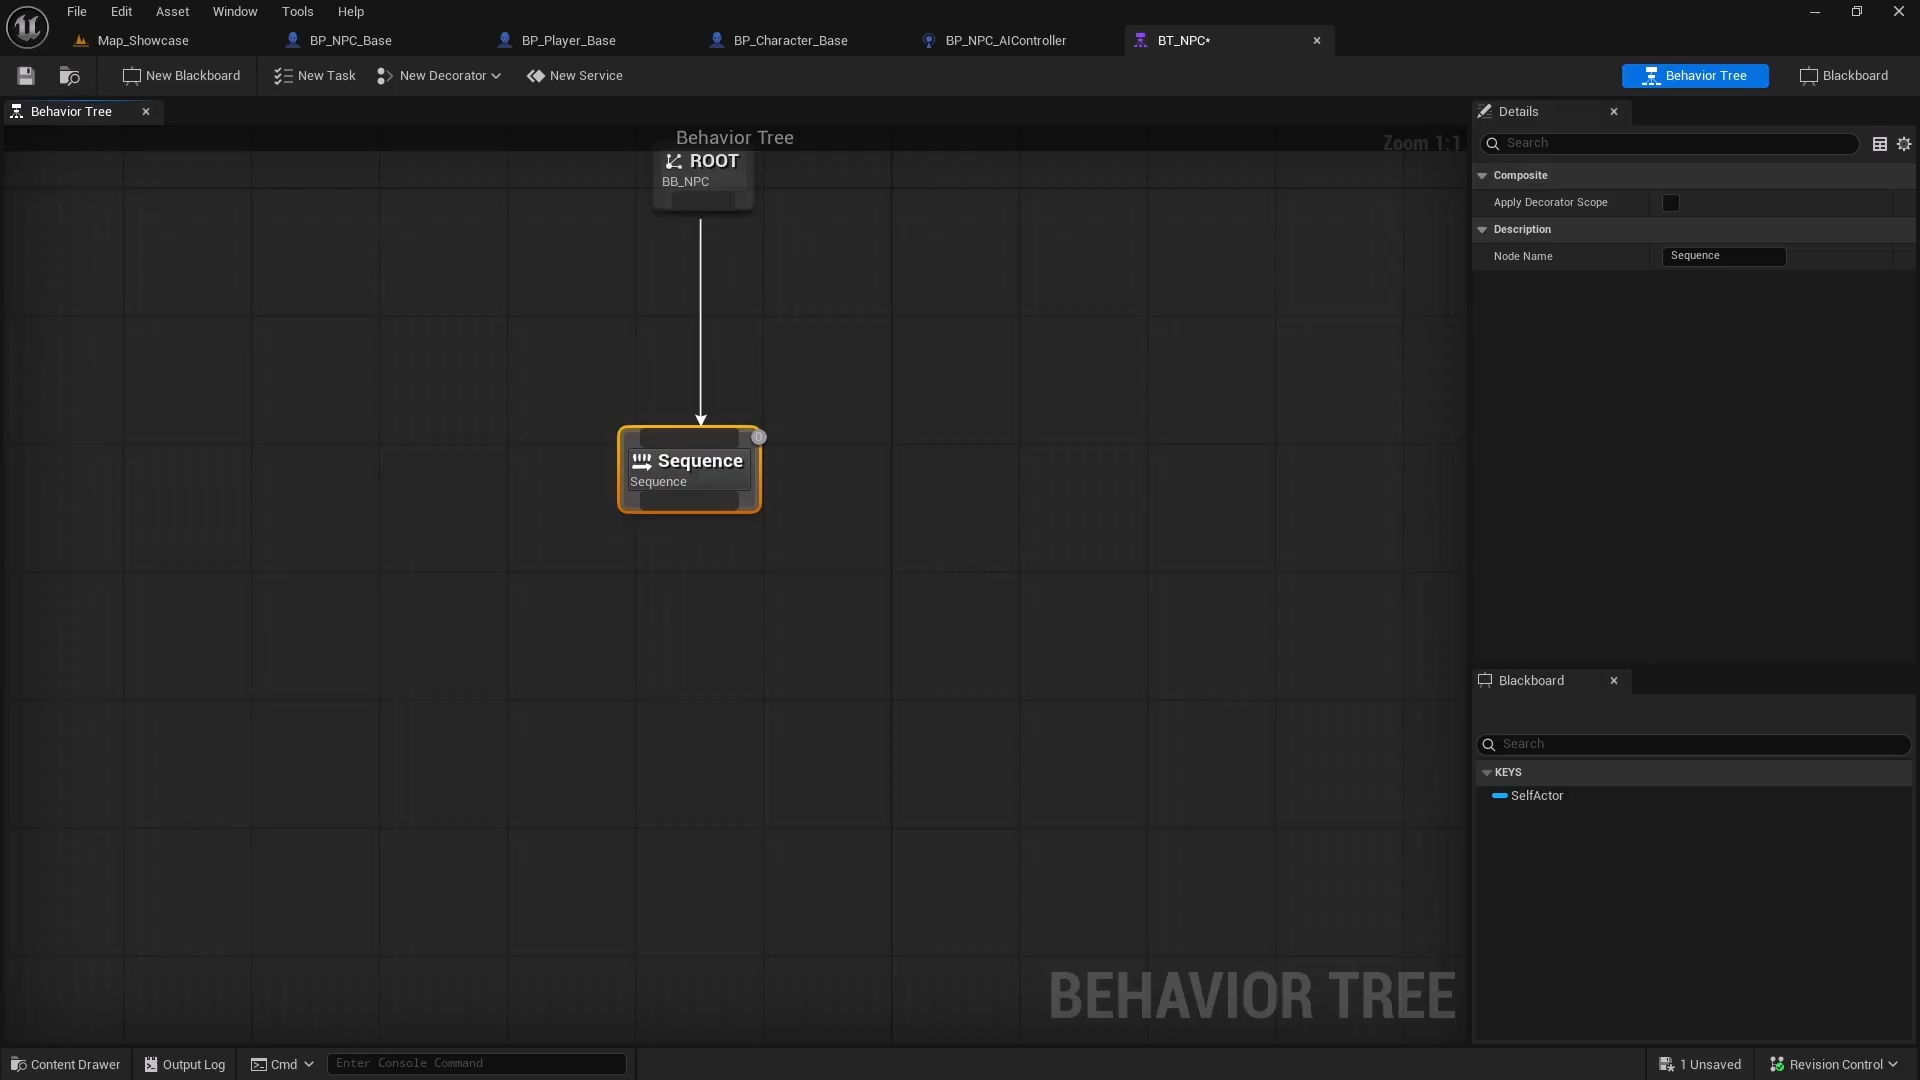 File Edit Asset Window Tools Help
Map_Showcase BP_NPC_Base BP_Player_Base BP_Character_Base BP_NPC_AIController BT_NPC*
New Blackboard New Task New Decorator New Service Behavior Tree Blackboard
Behavior Tree
Behavior Tree
Zoom 1:1
ROOT
BB_NPC
0
Sequence
Sequence
BEHAVIOR TREE
Details
Search
Composite
Apply Decorator Scope
Description
Node Name Sequence
Blackboard
Search
KEYS
SelfActor
Content Drawer Output Log Cmd Enter Console Command 1 Unsaved Revision Control